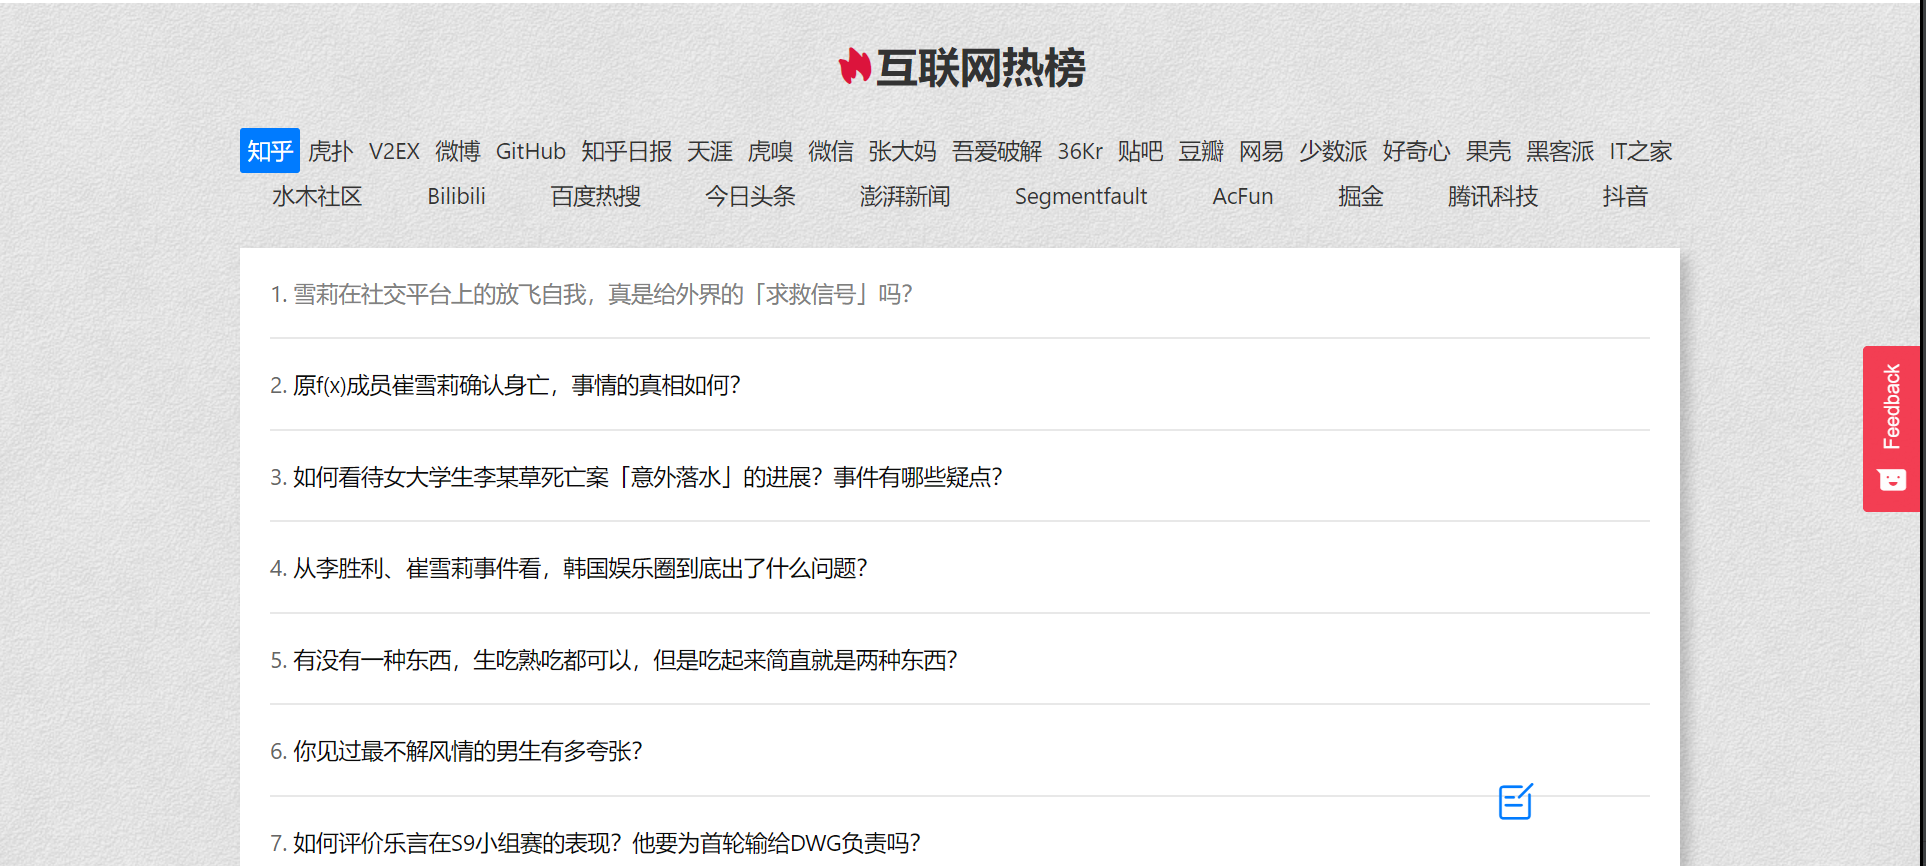 互联网热榜
知乎 虎扑 V2EX 微博 GitHub 知乎日报 天涯 虎嗅 微信 张大妈 吾爱破解 36Kr 贴吧 豆瓣 网易 少数派 好奇心 果壳 黑客派 IT之家
水木社区 Bilibili 百度热搜 今日头条 澎湃新闻 Segmentfault AcFun 掘金 腾讯科技 抖音
1. 雪莉在社交平台上的放飞自我，真是给外界的「求救信号」吗？
2. 原f(x)成员崔雪莉确认身亡，事情的真相如何？
3. 如何看待女大学生李某草死亡案「意外落水」的进展？事件有哪些疑点？
4. 从李胜利、崔雪莉事件看，韩国娱乐圈到底出了什么问题？
5. 有没有一种东西，生吃熟吃都可以，但是吃起来简直就是两种东西？
6. 你见过最不解风情的男生有多夸张？
7. 如何评价乐言在S9小组赛的表现？他要为首轮输给DWG负责吗？
Feedback